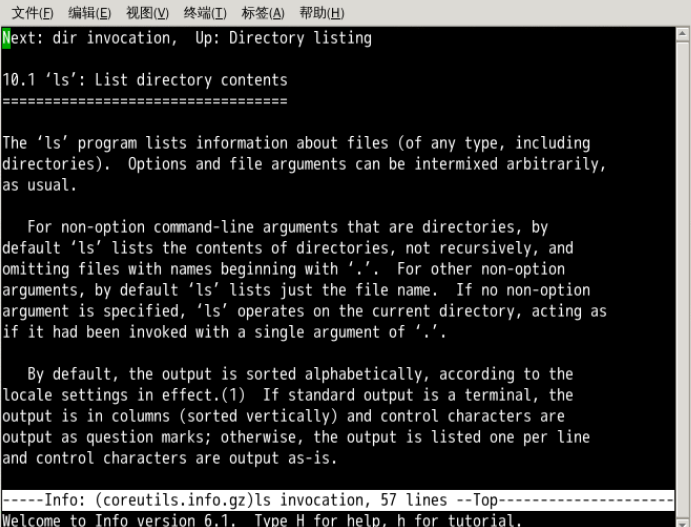 文件(F) 编辑(E) 视图(V) 终端(T) 标签(A) 帮助(H)
Next: dir invocation,  Up: Directory listing
10.1 ‘ls’: List directory contents
==================================
The ‘ls’ program lists information about files (of any type, including
directories).  Options and file arguments can be intermixed arbitrarily,
as usual.
For non-option command-line arguments that are directories, by
default ‘ls’ lists the contents of directories, not recursively, and
omitting files with names beginning with ‘.’.  For other non-option
arguments, by default ‘ls’ lists just the file name.  If no non-option
argument is specified, ‘ls’ operates on the current directory, acting as
if it had been invoked with a single argument of ‘.’.
By default, the output is sorted alphabetically, according to the
locale settings in effect.(1)  If standard output is a terminal, the
output is in columns (sorted vertically) and control characters are
output as question marks; otherwise, the output is listed one per line
and control characters are output as-is.
-----Info: (coreutils.info.gz)ls invocation, 57 lines --Top---------------------
Welcome to Info version 6.1.  Type H for help, h for tutorial.